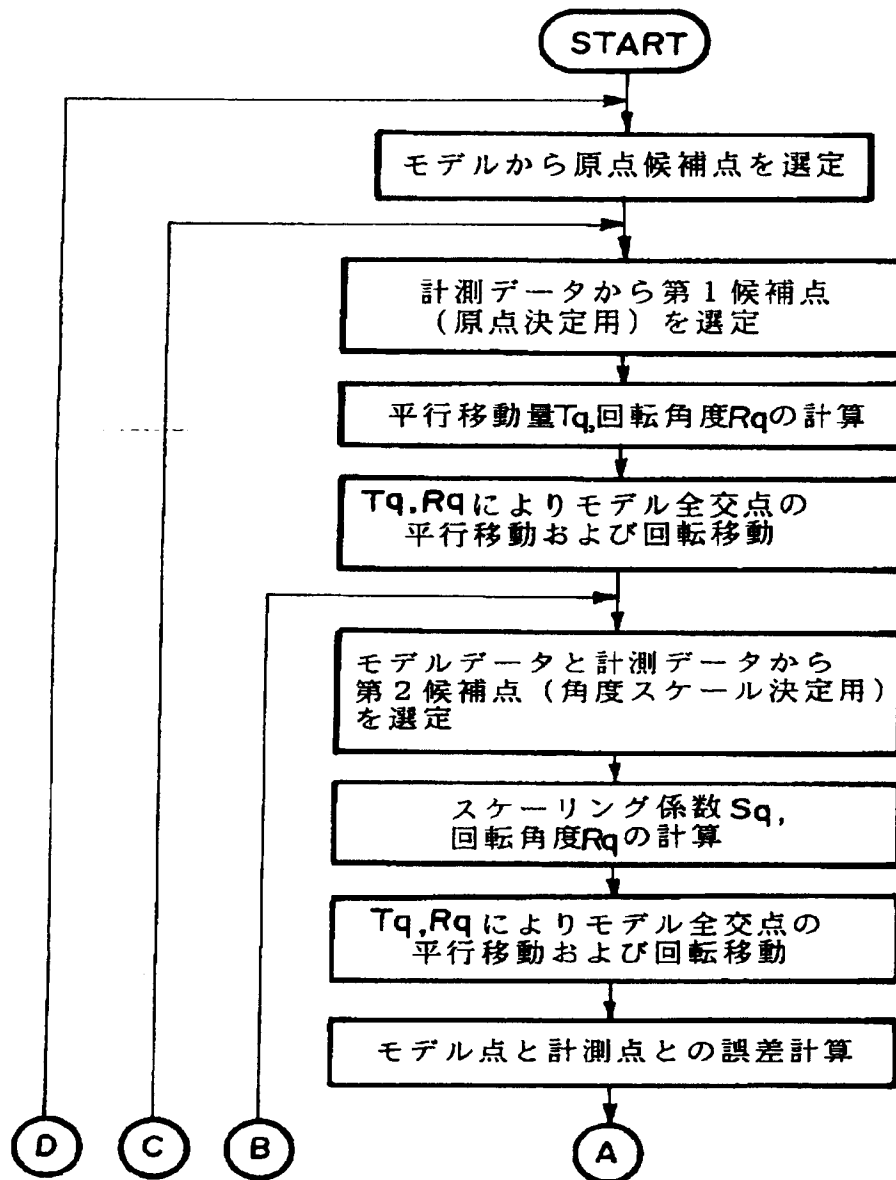 START
モデルから原点候補点を選定
計測データから第1候補点
(原点決定用)を選定
平行移動量Tq,回転角度Rqの計算
Tq,Rqによりモデル全交点の
平行移動および回転移動
モデルデータと計測データから
第2候補点(角度スケール決定用)
を選定
スケーリング係数Sq,
回転角度Rqの計算
Tq,Rqによりモデル全交点の
平行移動および回転移動
モデル点と計測点との誤差計算
D C B A